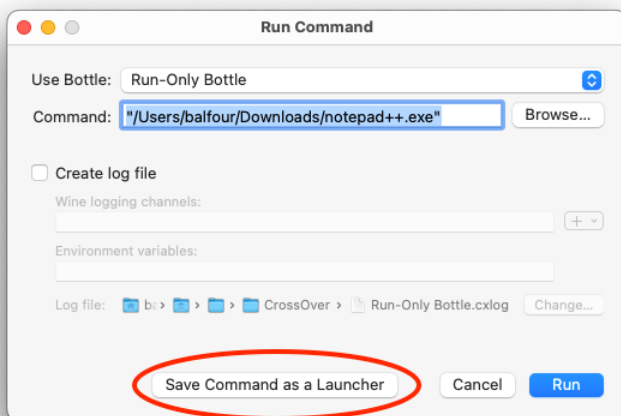 Run Command
Use Bottle: Run-Only Bottle
Command: "/Users/balfour/Downloads/notepad++.exe" Browse...
Create log file
Wine logging channels:
+
Environment variables:
Log file: CrossOver › Run-Only Bottle.cxlog Change...
Save Command as a Launcher Cancel Run